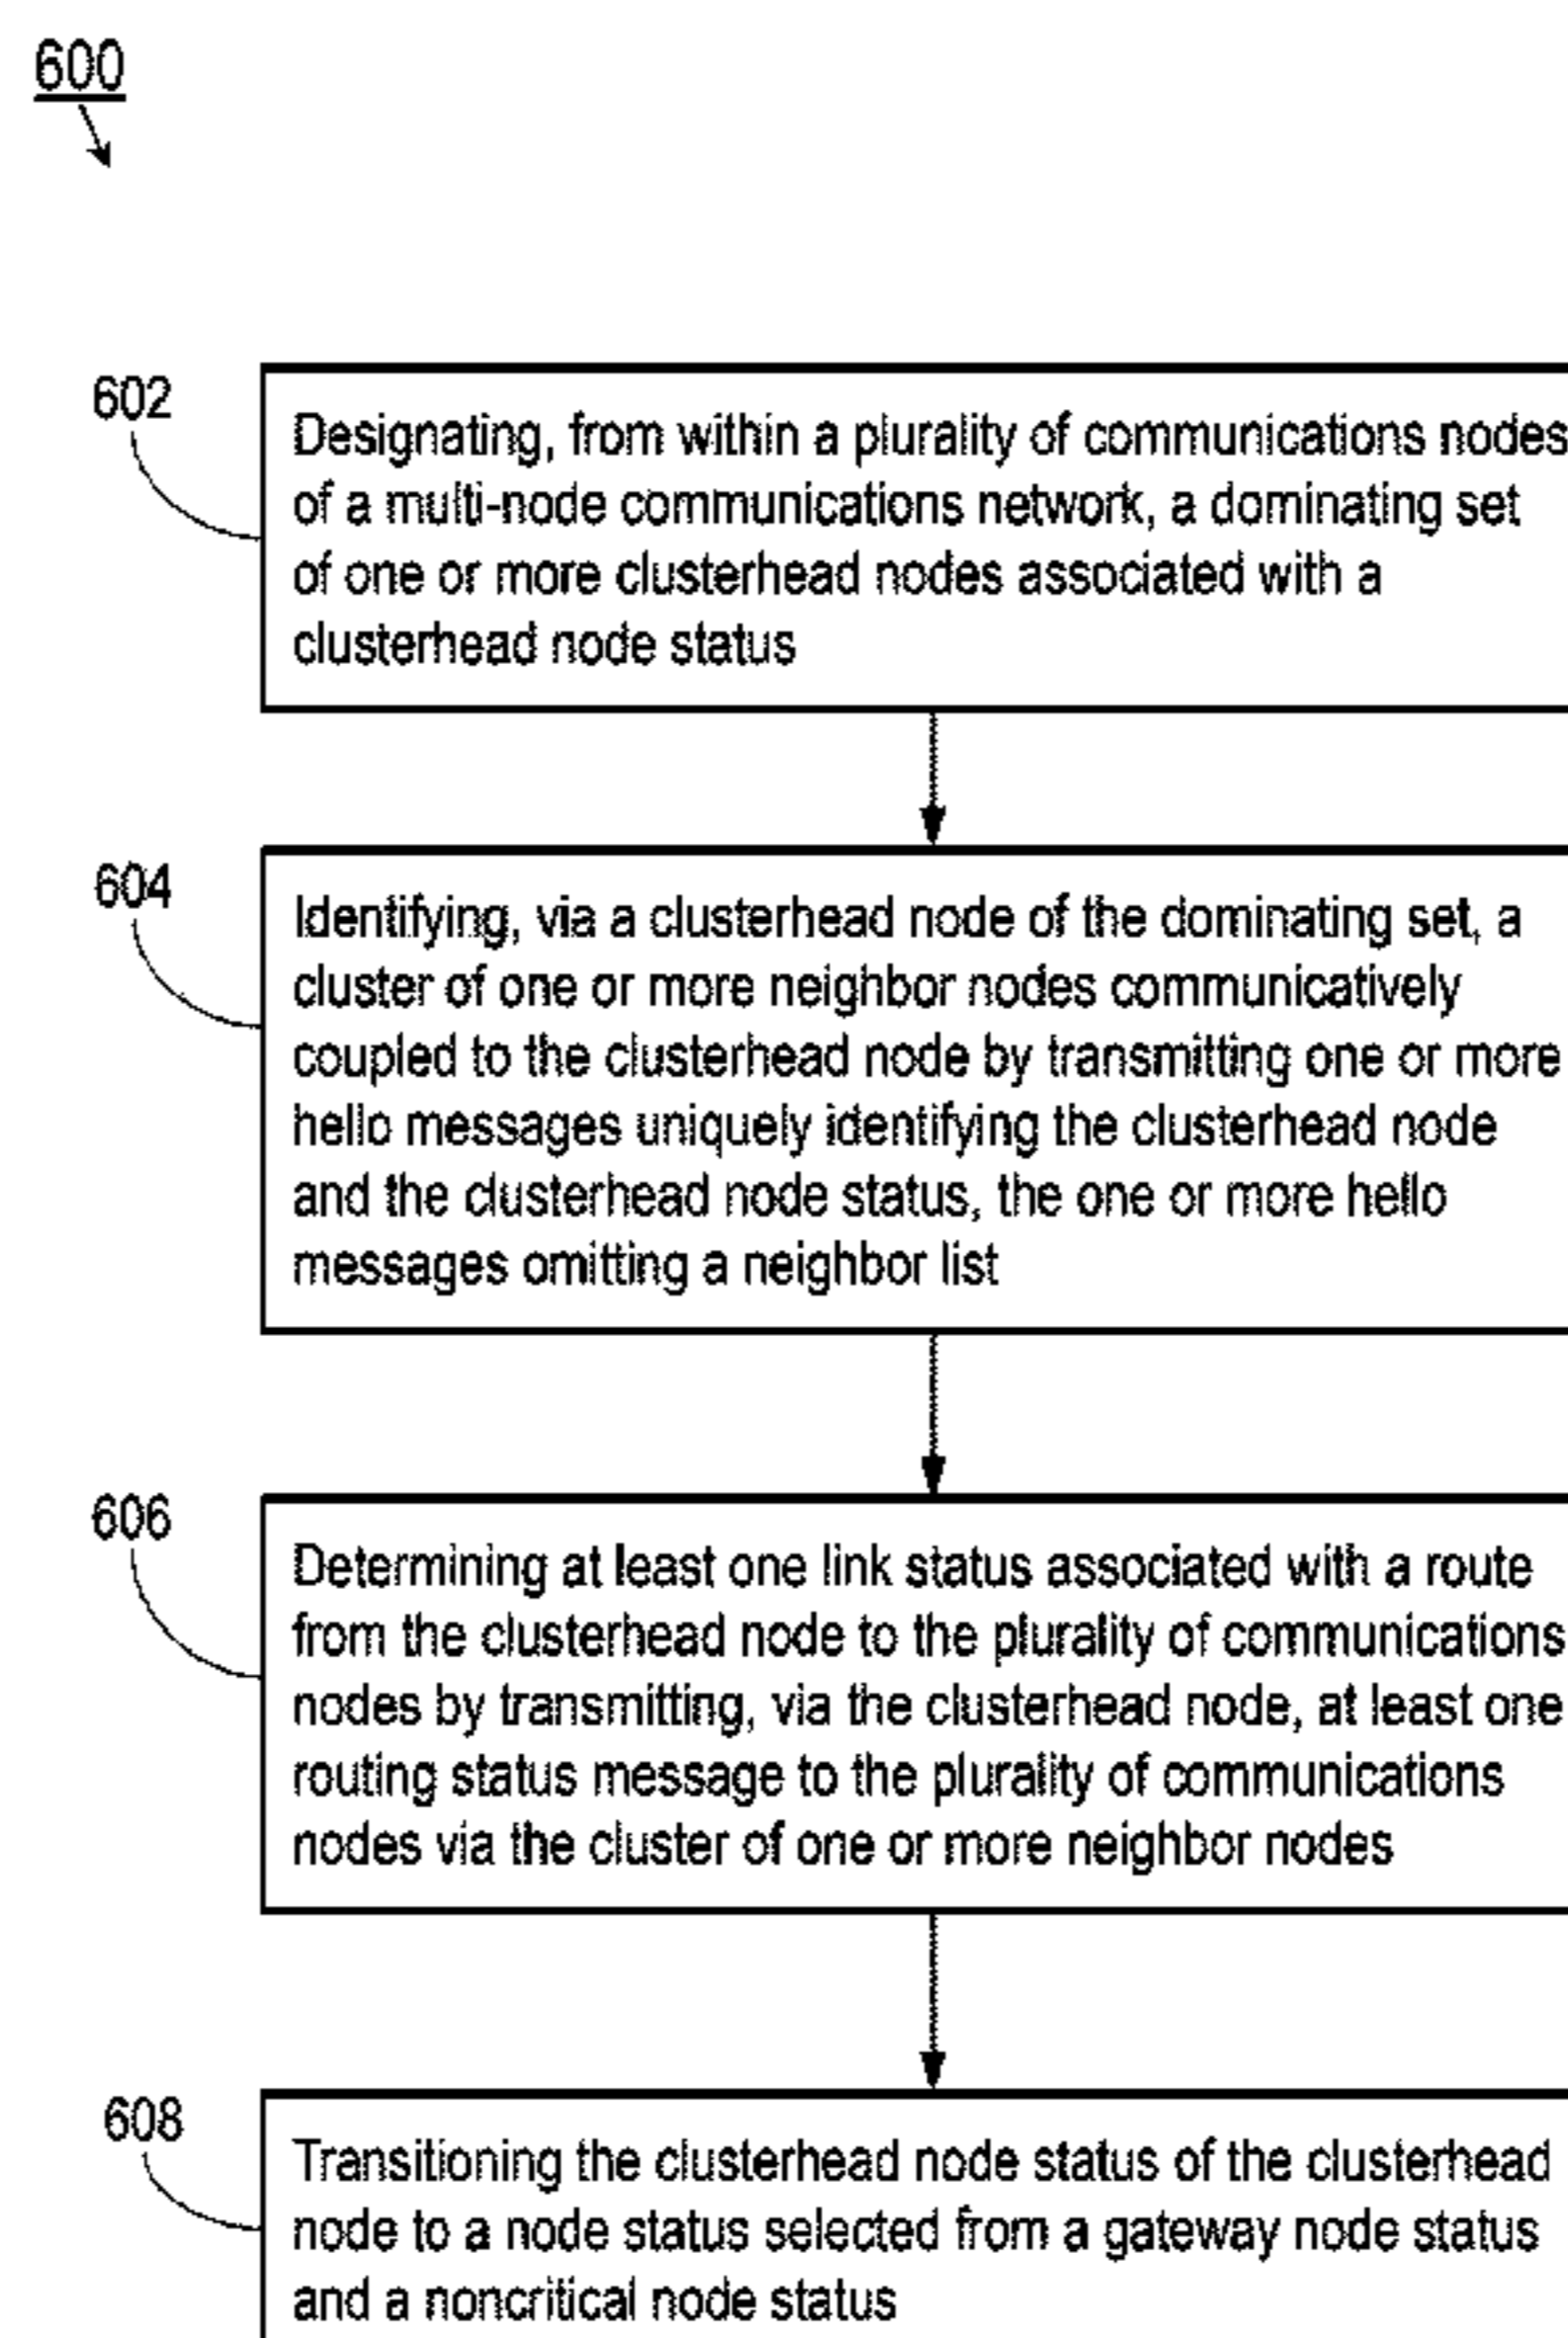 600
602
Designating, from within a plurality of communications nodes
of a multi-node communications network, a dominating set
of one or more clusterhead nodes associated with a
clusterhead node status
604
Identifying, via a clusterhead node of the dominating set, a
cluster of one or more neighbor nodes communicatively
coupled to the clusterhead node by transmitting one or more
hello messages uniquely identifying the clusterhead node
and the clusterhead node status, the one or more hello
messages omitting a neighbor list
606
Determining at least one link status associated with a route
from the clusterhead node to the plurality of communications
nodes by transmitting, via the clusterhead node, at least one
routing status message to the plurality of communications
nodes via the cluster of one or more neighbor nodes
608
Transitioning the clusterhead node status of the clusterhead
node to a node status selected from a gateway node status
and a noncritical node status